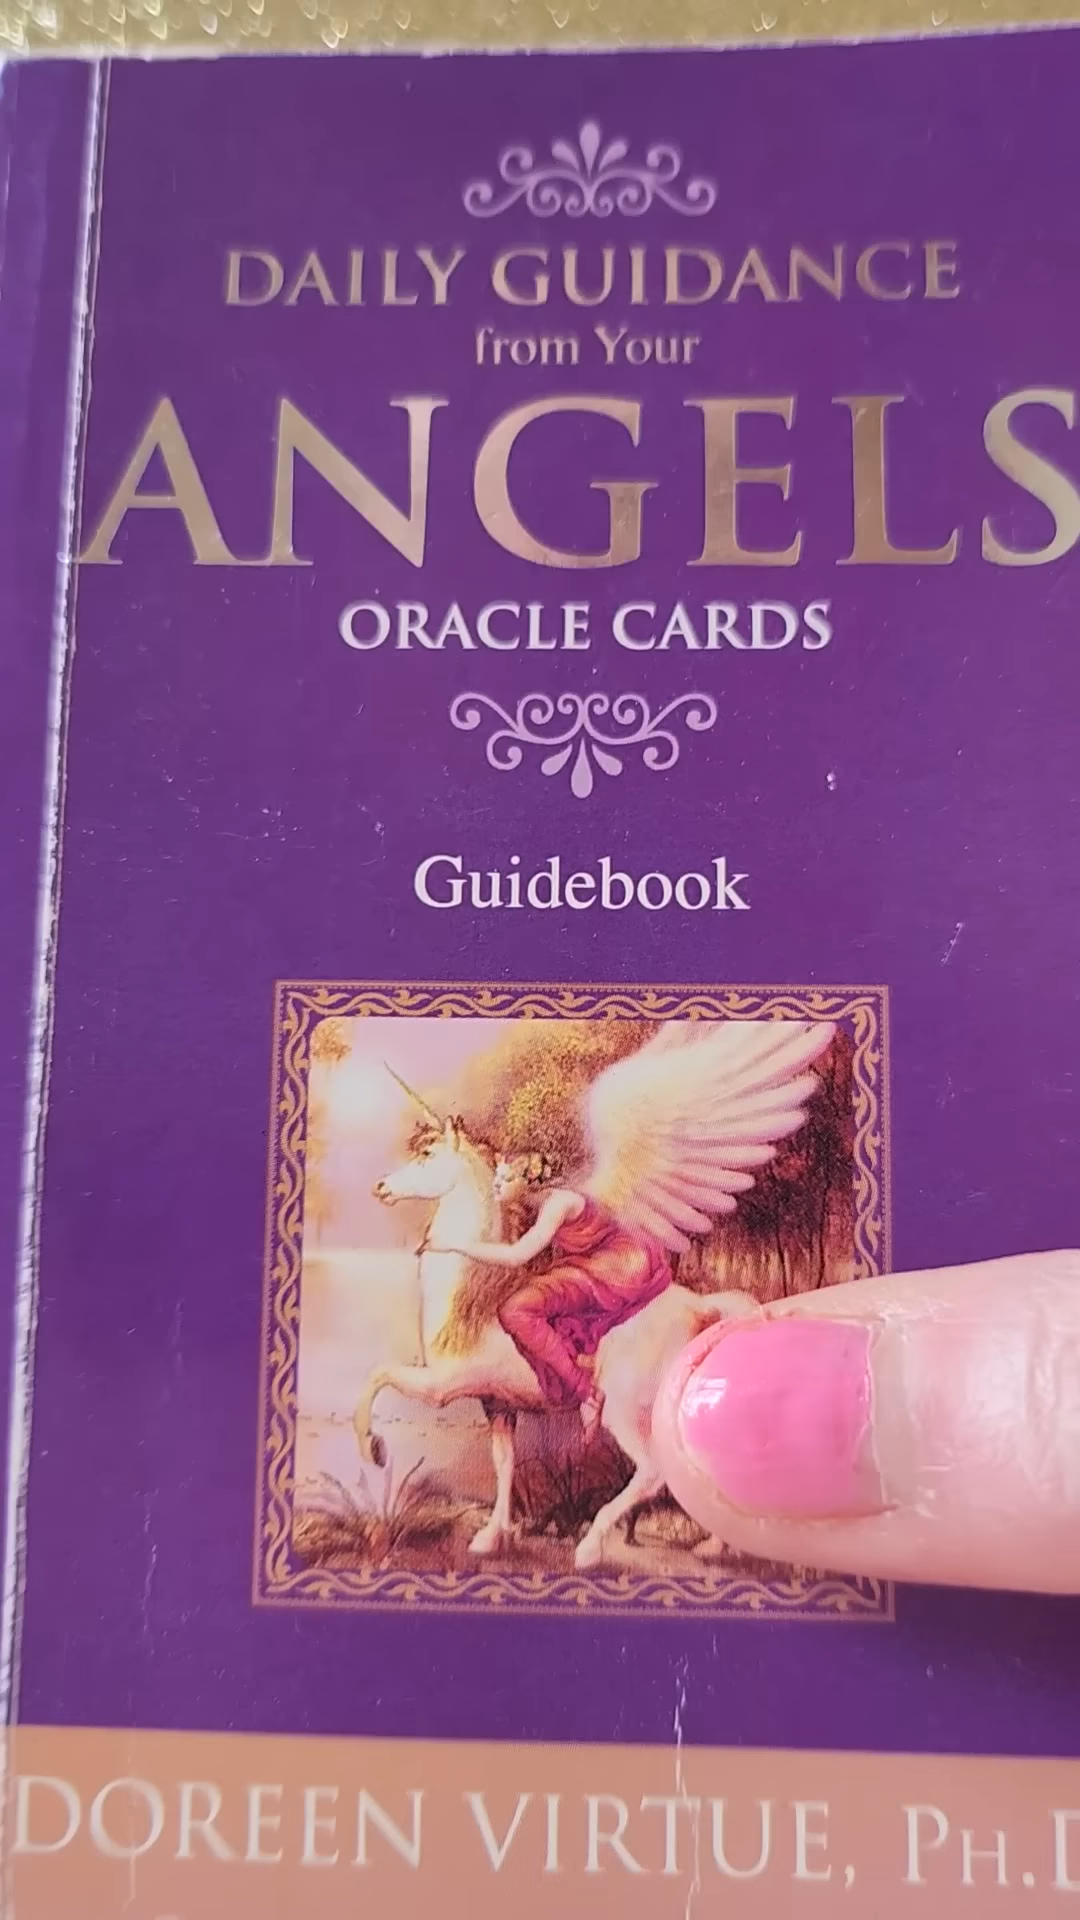 DAILY GUIDANCE
from Your
ANGELS
ORACLE CARDS
Guidebook
DOREEN VIRTUE, PH.D